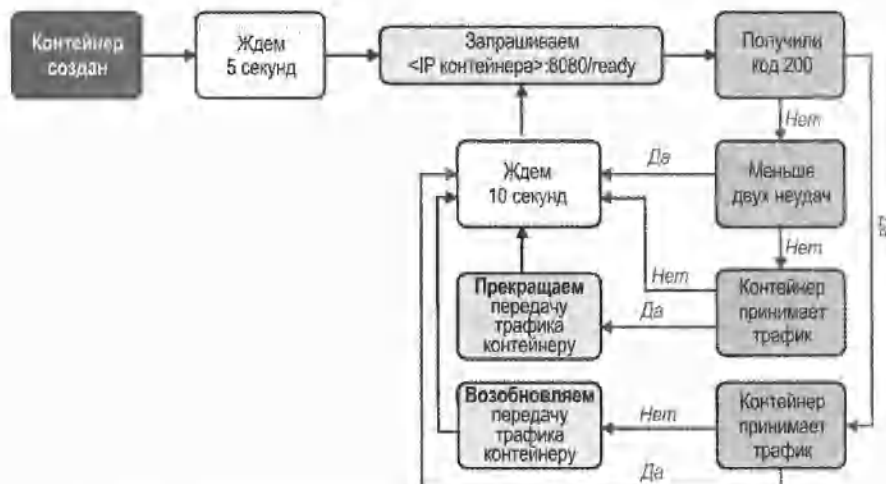 Контейнер
создан
Ждем
5 секунд
Запрашиваем
<IP контейнера>:8080/ready
Получили
код 200
Нет
Да
Ждем
10 секунд
Да
Меньше
двух неудач
Нет
Нет
Прекращаем
передачу
трафика
контейнеру
Да
Контейнер
принимает
трафик
Возобновляем
передачу
трафика
контейнеру
Нет
Контейнер
принимает
трафик
Да